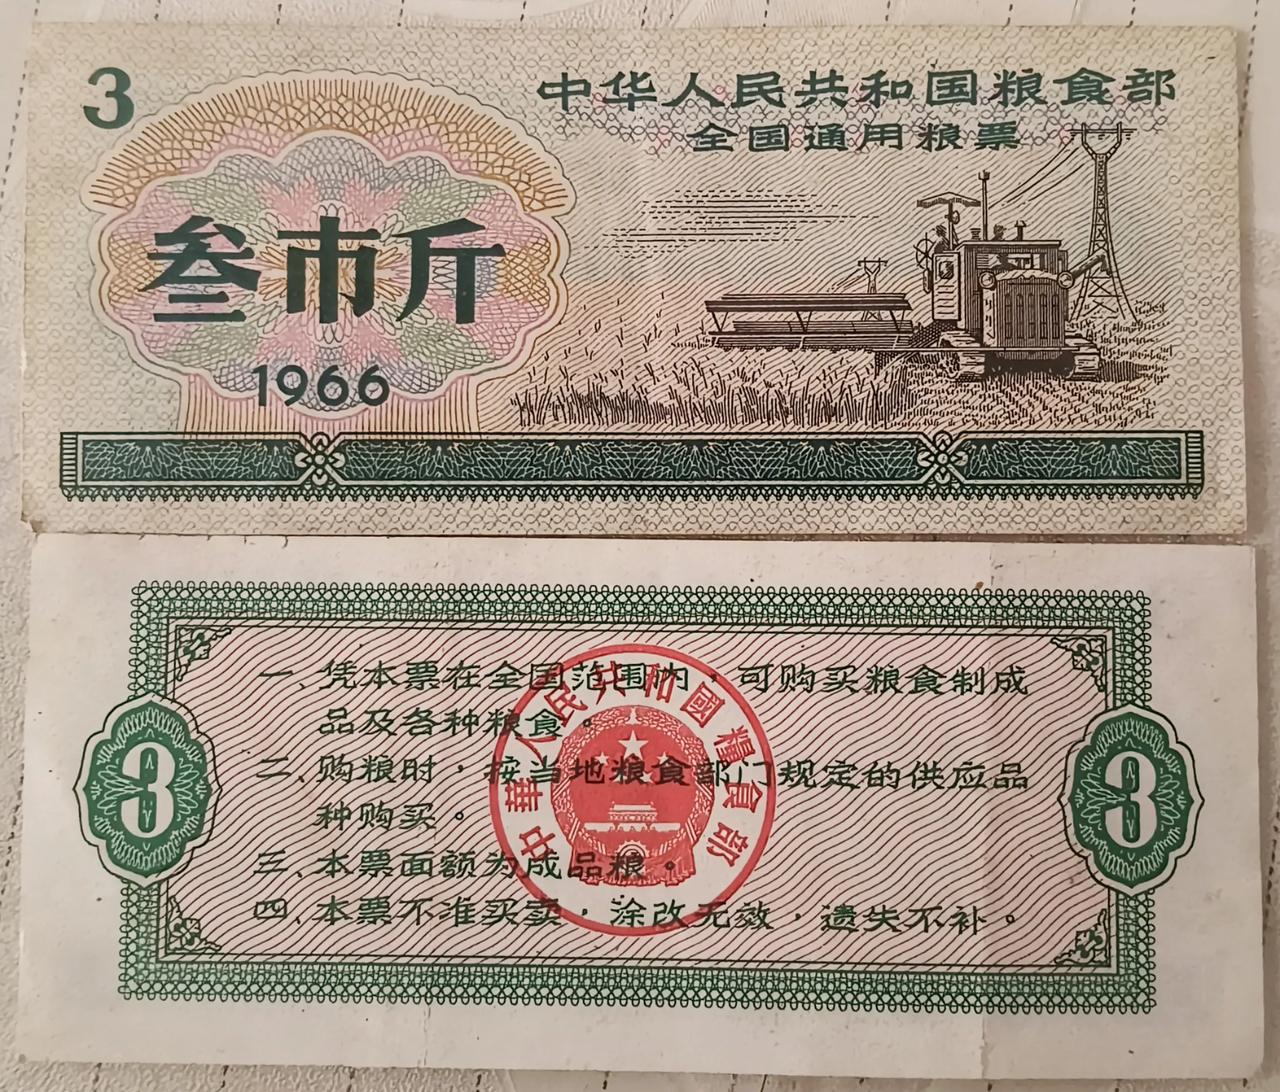 3
中华人民共和国粮食部
全国通用粮票
叁市斤
1966
一、凭本票在全国范围内，可购买粮食制成
品及各种粮食。
二、购粮时，按当地粮食部门规定的供应品
种购买。
三、本票面额为成品粮。
四、本票不准买卖，涂改无效，遗失不补。
3
3
中華人民共和國糧食部